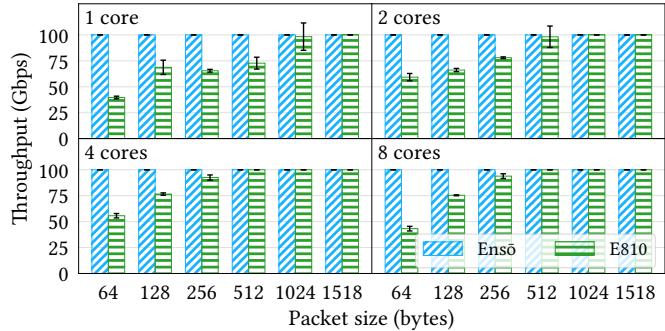 1 core
2 cores
100
75
50
25
0
4 cores
8 cores
100
75
50
25
0
Ensō
E810
64 128 256 512 1024 1518
64 128 256 512 1024 1518
Packet size (bytes)
Throughput (Gbps)